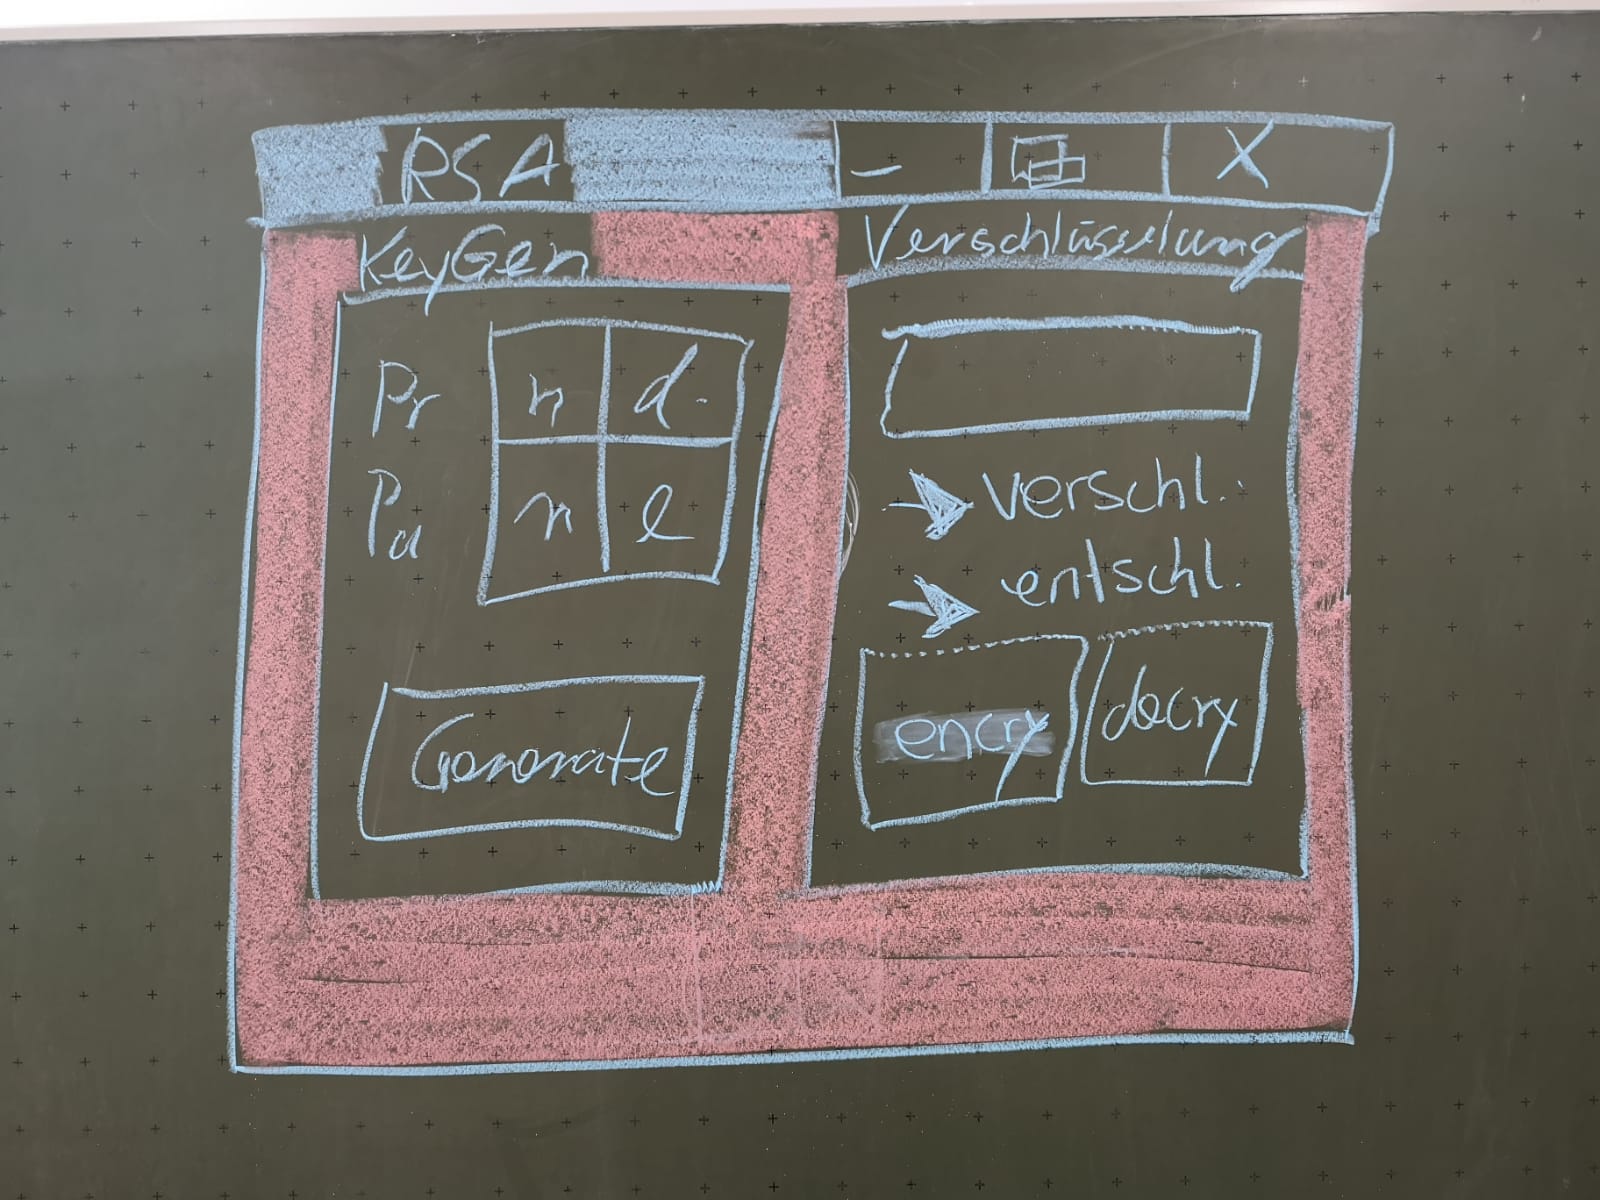 RSA - X
KeyGen
Pr n d
Pu n e
Generate
Verschlüsselung
verschl.
entschl.
encry
decry